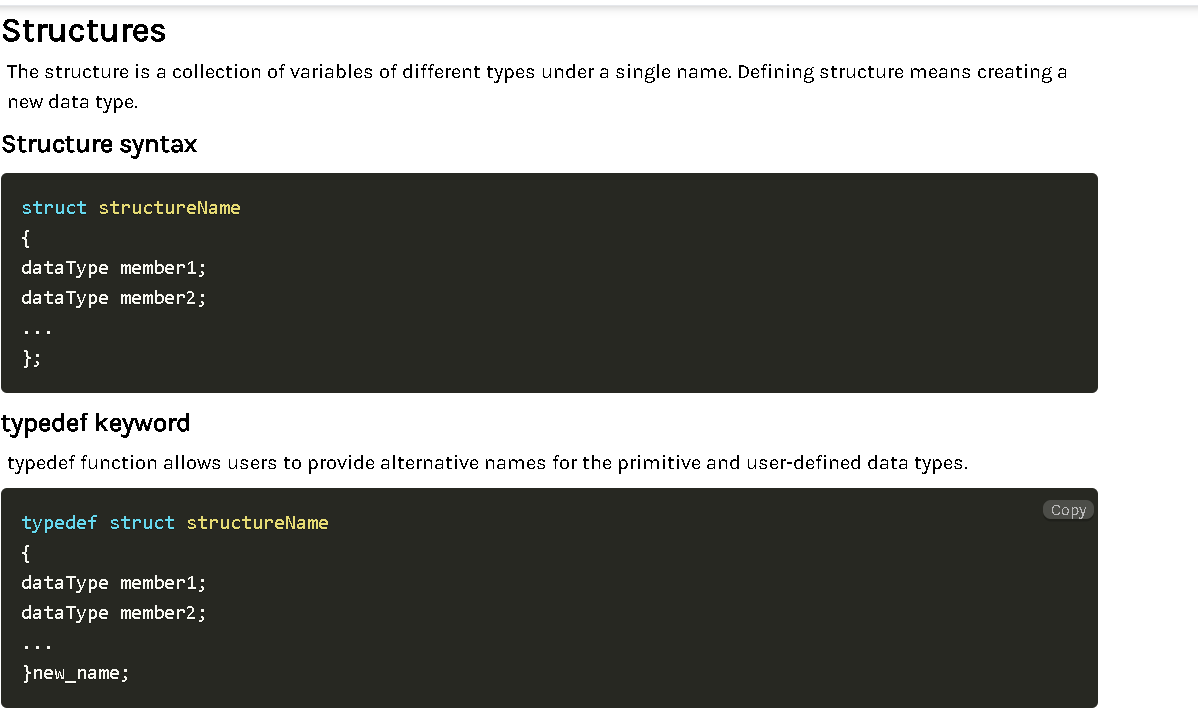 Structures
The structure is a collection of variables of different types under a single name. Defining structure means creating a
new data type.
Structure syntax
struct structureName
{
dataType member1;
dataType member2;
...
};
typedef keyword
typedef function allows users to provide alternative names for the primitive and user-defined data types.
Copy
typedef struct structureName
{
dataType member1;
dataType member2;
...
}new_name;